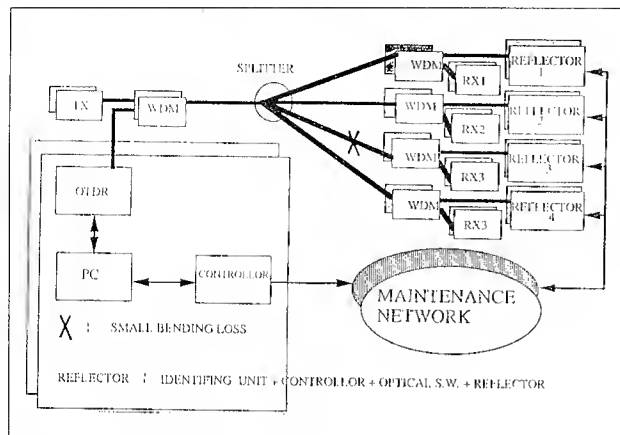 SPLITTER
TX
WDM
WDM
RX1
REFLECTOR
1
WDM
RX2
REFLECTOR
2
WDM
RX3
REFLECTOR
3
WDM
RX3
REFLECTOR
4
OTDR
PC
CONTROLLOR
MAINTENANCE
NETWORK
X : SMALL BENDING LOSS
REFLECTOR : IDENTIFING UNIT + CONTROLLOR + OPTICAL S.W. + REFLECTOR